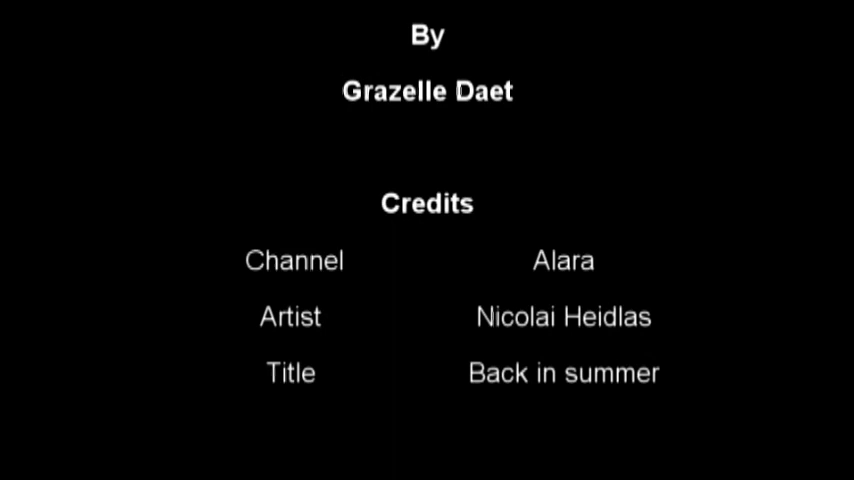 By
Grazelle Daet
Credits
Channel Alara
Artist Nicolai Heidlas
Title Back in summer